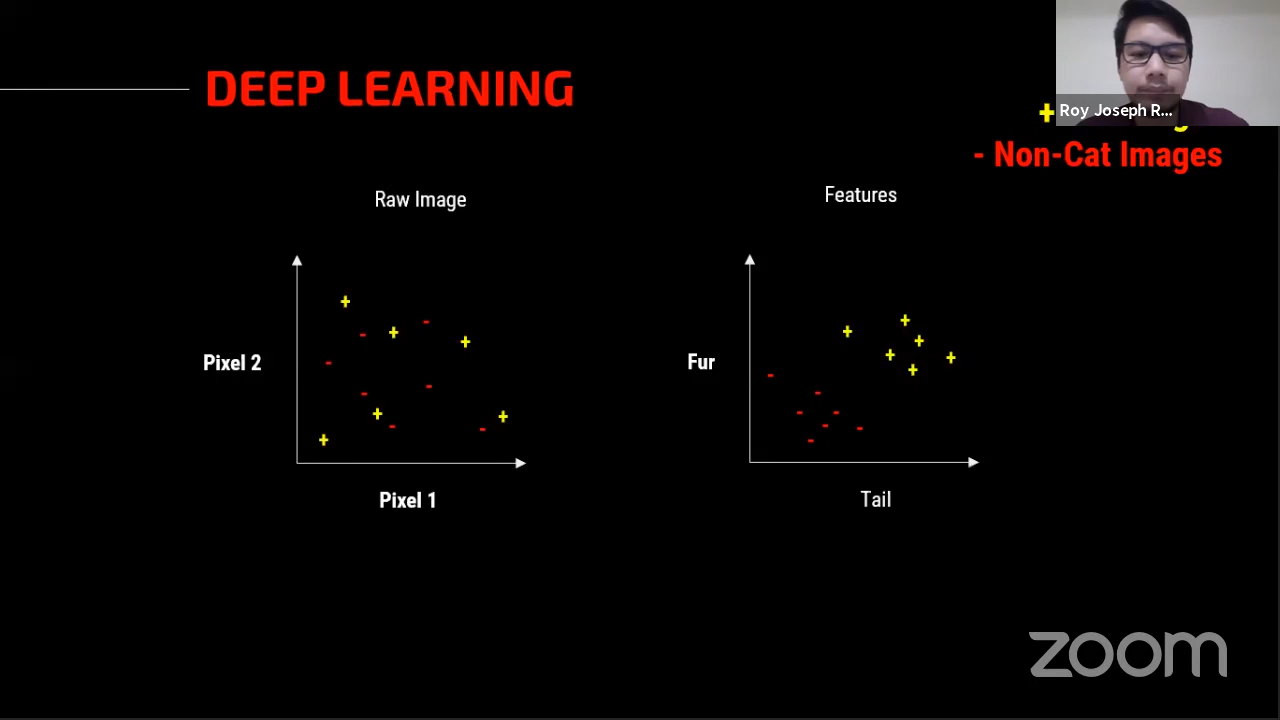 DEEP LEARNING
Roy Joseph R...
+
- Non-Cat Images
Raw Image
Features
Pixel 2
Fur
Pixel 1
Tail
zoom